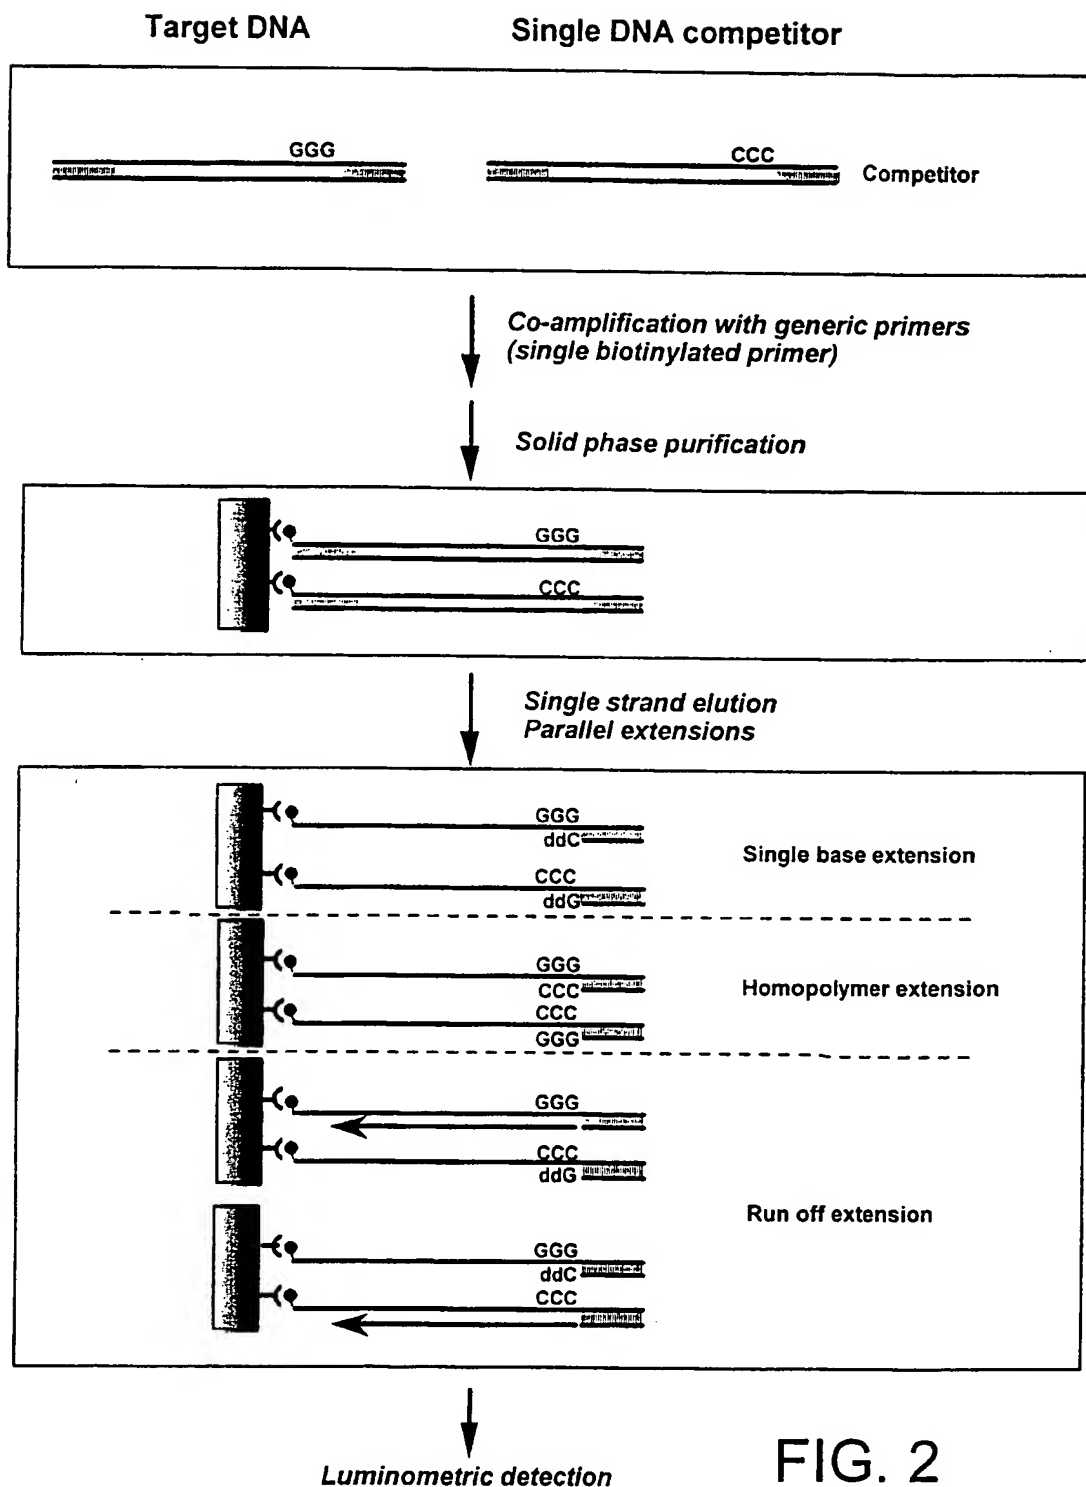 Target DNA
Single DNA competitor
GGG
CCC
Competitor
Co-amplification with generic primers
(single biotinylated primer)
Solid phase purification
GGG
CCC
Single strand elution
Parallel extensions
GGG
ddC
Single base extension
CCC
ddG
GGG
CCC
Homopolymer extension
CCC
GGG
GGG
CCC
ddG
Run off extension
GGG
ddC
CCC
Luminometric detection
FIG. 2